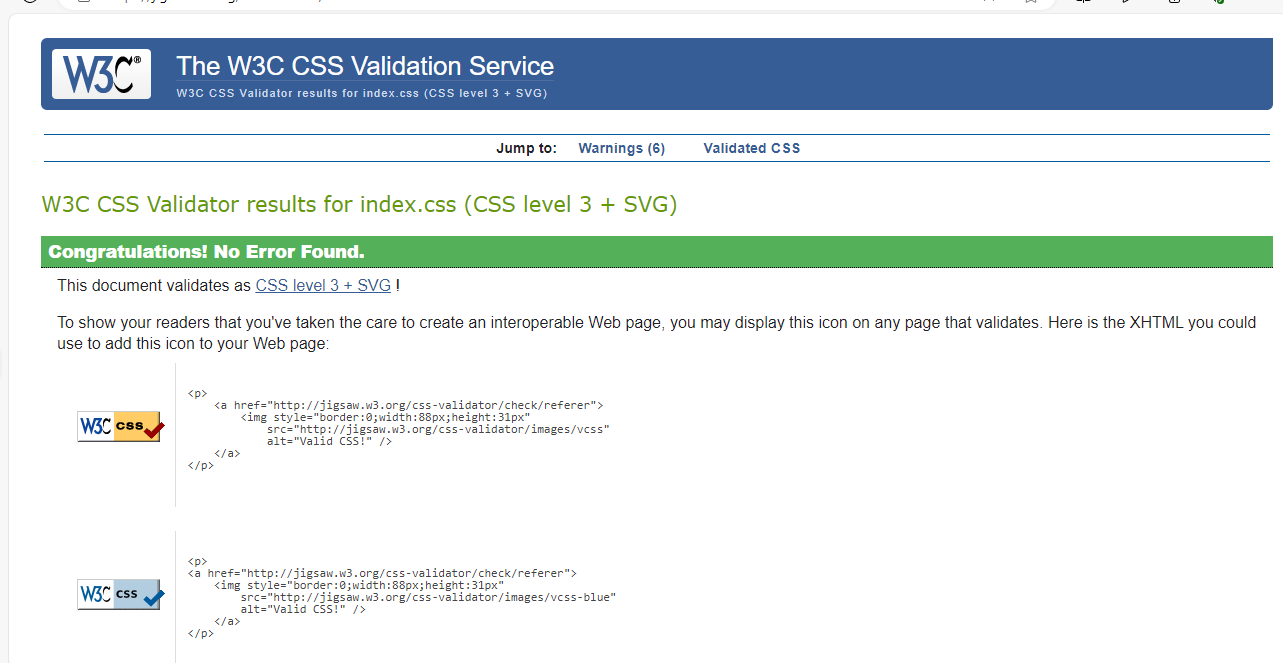 W3C®
The W3C CSS Validation Service
W3C CSS Validator results for index.css (CSS level 3 + SVG)
Jump to: Warnings (6) Validated CSS
W3C CSS Validator results for index.css (CSS level 3 + SVG)
Congratulations! No Error Found.
This document validates as CSS level 3 + SVG !
To show your readers that you've taken the care to create an interoperable Web page, you may display this icon on any page that validates. Here is the XHTML you could
use to add this icon to your Web page:
W3C css
<p>
<a href="http://jigsaw.w3.org/css-validator/check/referer">
<img style="border:0;width:88px;height:31px"
src="http://jigsaw.w3.org/css-validator/images/vcss"
alt="Valid CSS!" />
</a>
</p>
W3C css
<p>
<a href="http://jigsaw.w3.org/css-validator/check/referer">
<img style="border:0;width:88px;height:31px"
src="http://jigsaw.w3.org/css-validator/images/vcss-blue"
alt="Valid CSS!" />
</a>
</p>